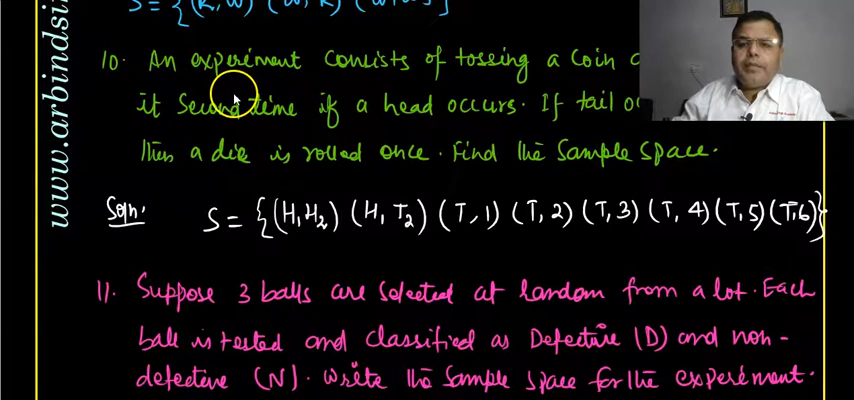 S = {(R,W) (W,R) (W,W)}
www.arbindsi
10. An experiment consists of tossing a coin
it Second time if a head occurs. If tail
then a die is rolled once. Find the Sample space.
Soln: S = {(H,H2) (H,T2) (T,1) (T,2) (T,3) (T,4) (T,5) (T,6)}
11. Suppose 3 balls are selected at random from a lot. Each
ball is tested and classified as Defective (D) and non-
defective (N). Write the Sample space for the experiment.